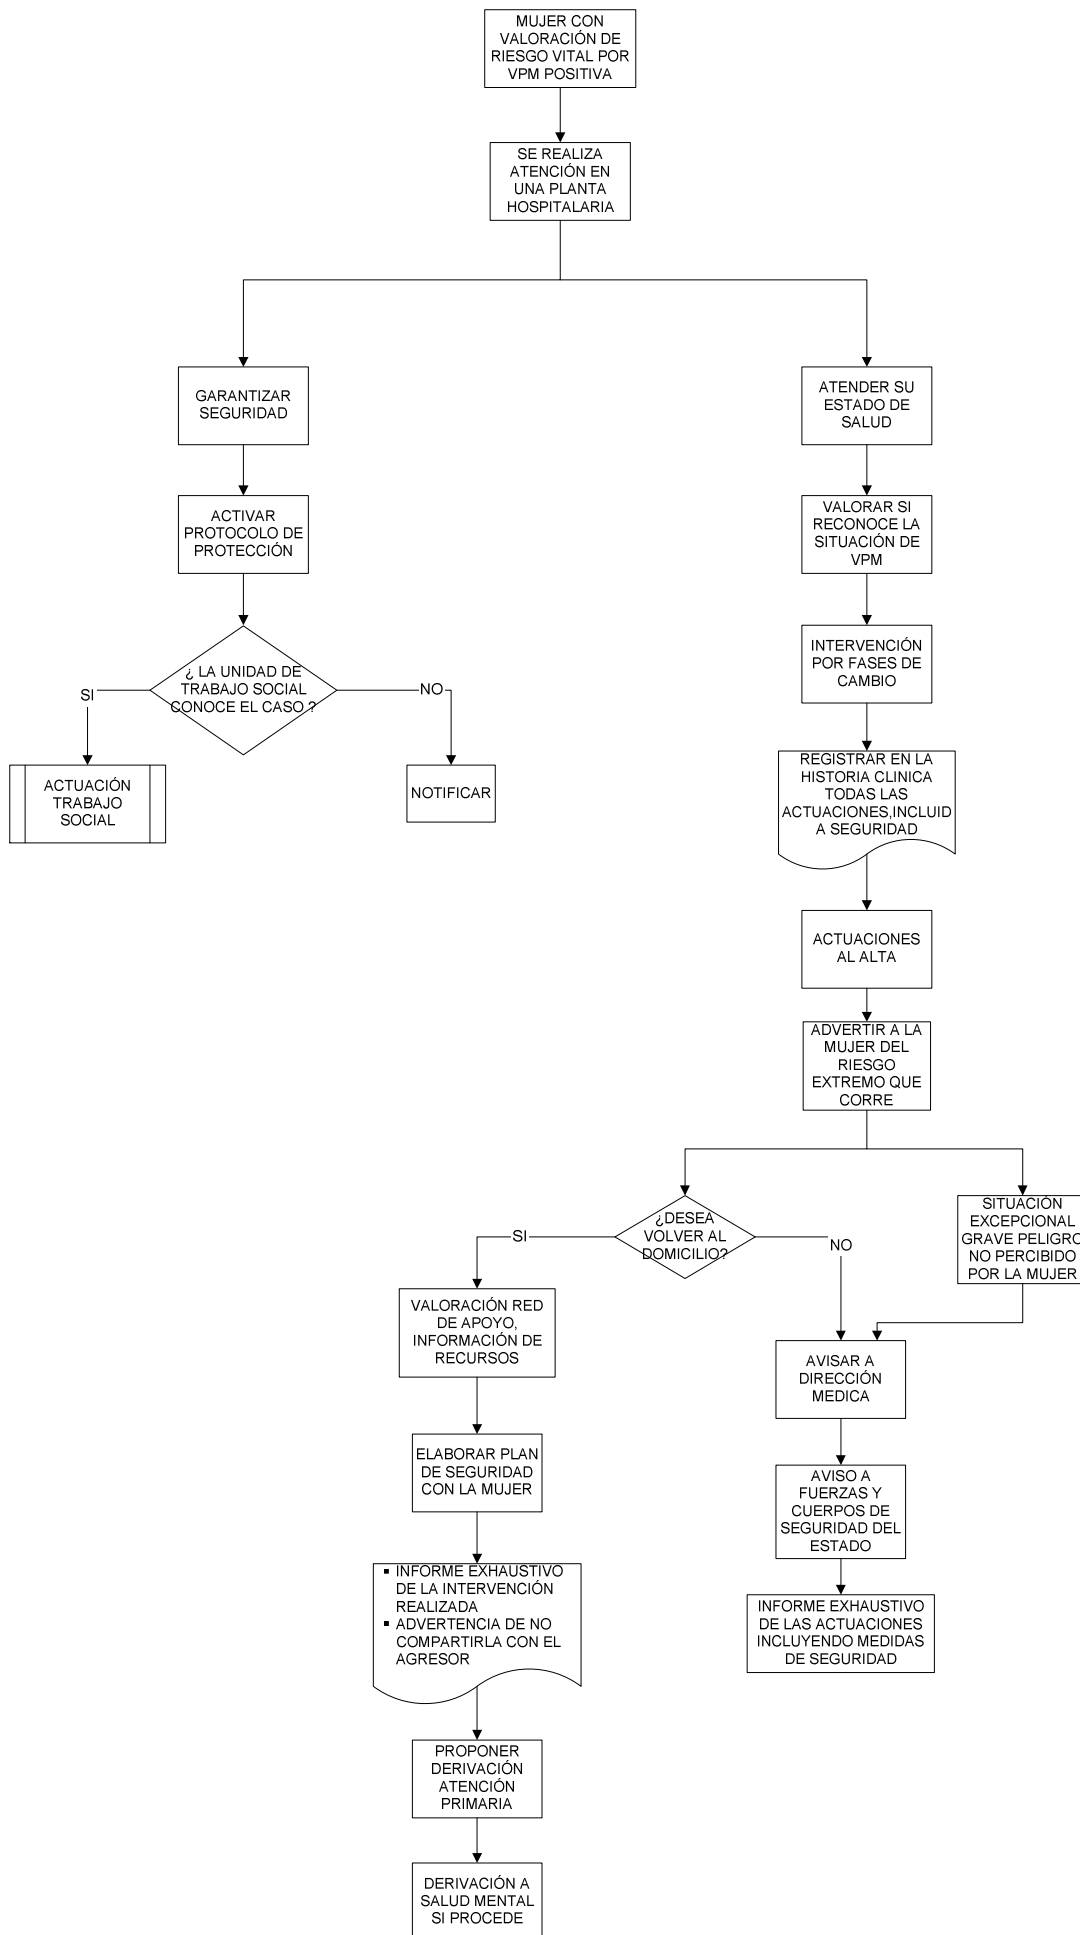 MUJER CON
VALORACIÓN DE
RIESGO VITAL POR
VPM POSITIVA
SE REALIZA
ATENCIÓN EN
UNA PLANTA
HOSPITALARIA
GARANTIZAR
SEGURIDAD
ACTIVAR
PROTOCOLO DE
PROTECCIÓN
¿ LA UNIDAD DE
TRABAJO SOCIAL
CONOCE EL CASO ?
SI
NO
ACTUACIÓN
TRABAJO
SOCIAL
NOTIFICAR
ATENDER SU
ESTADO DE
SALUD
VALORAR SI
RECONOCE LA
SITUACIÓN DE
VPM
INTERVENCIÓN
POR FASES DE
CAMBIO
REGISTRAR EN LA
HISTORIA CLINICA
TODAS LAS
ACTUACIONES,INCLUID
A SEGURIDAD
ACTUACIONES
AL ALTA
ADVERTIR A LA
MUJER DEL
RIESGO
EXTREMO QUE
CORRE
¿DESEA
VOLVER AL
DOMICILIO?
SI
NO
SITUACIÓN
EXCEPCIONAL
GRAVE PELIGRO
NO PERCIBIDO
POR LA MUJER
VALORACIÓN RED
DE APOYO,
INFORMACIÓN DE
RECURSOS
ELABORAR PLAN
DE SEGURIDAD
CON LA MUJER
▪ INFORME EXHAUSTIVO
DE LA INTERVENCIÓN
REALIZADA
▪ ADVERTENCIA DE NO
COMPARTIRLA CON EL
AGRESOR
PROPONER
DERIVACIÓN
ATENCIÓN
PRIMARIA
DERIVACIÓN A
SALUD MENTAL
SI PROCEDE
AVISAR A
DIRECCIÓN
MEDICA
AVISO A
FUERZAS Y
CUERPOS DE
SEGURIDAD DEL
ESTADO
INFORME EXHAUSTIVO
DE LAS ACTUACIONES
INCLUYENDO MEDIDAS
DE SEGURIDAD